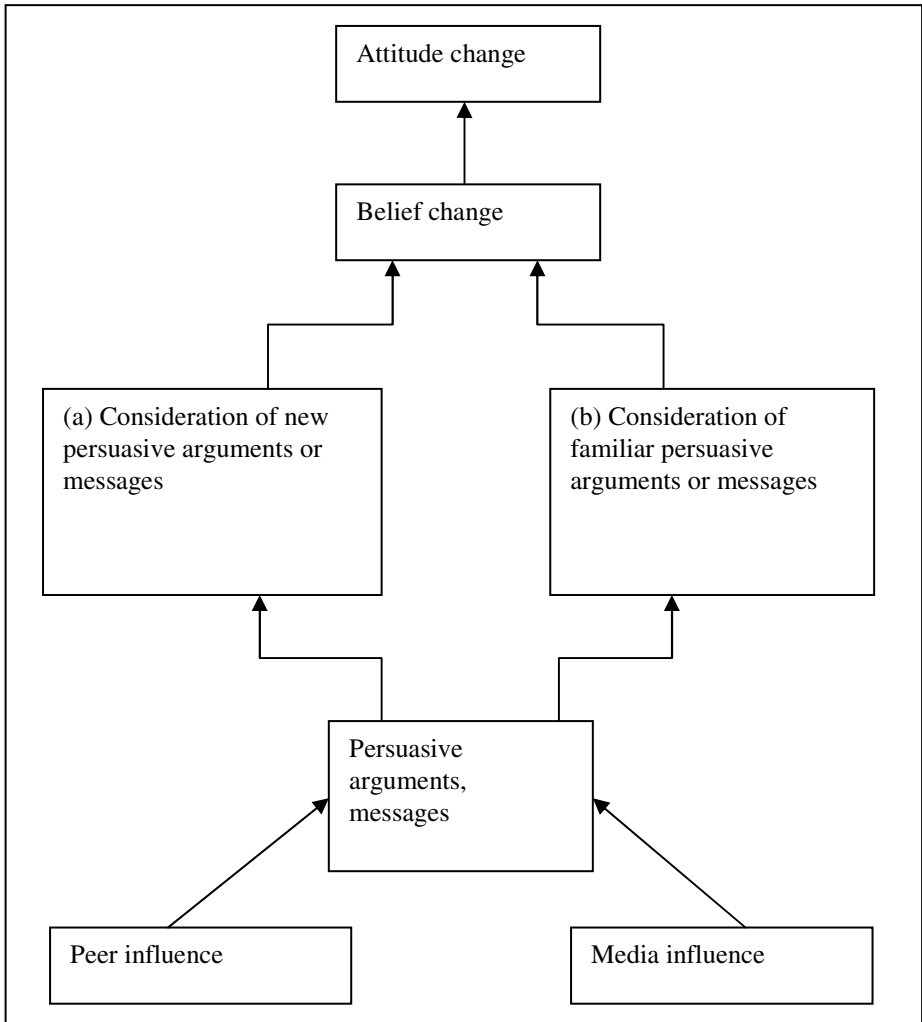 Attitude change
Belief change
(a) Consideration of new
persuasive arguments or
messages
(b) Consideration of
familiar persuasive
arguments or messages
Persuasive
arguments,
messages
Peer influence
Media influence